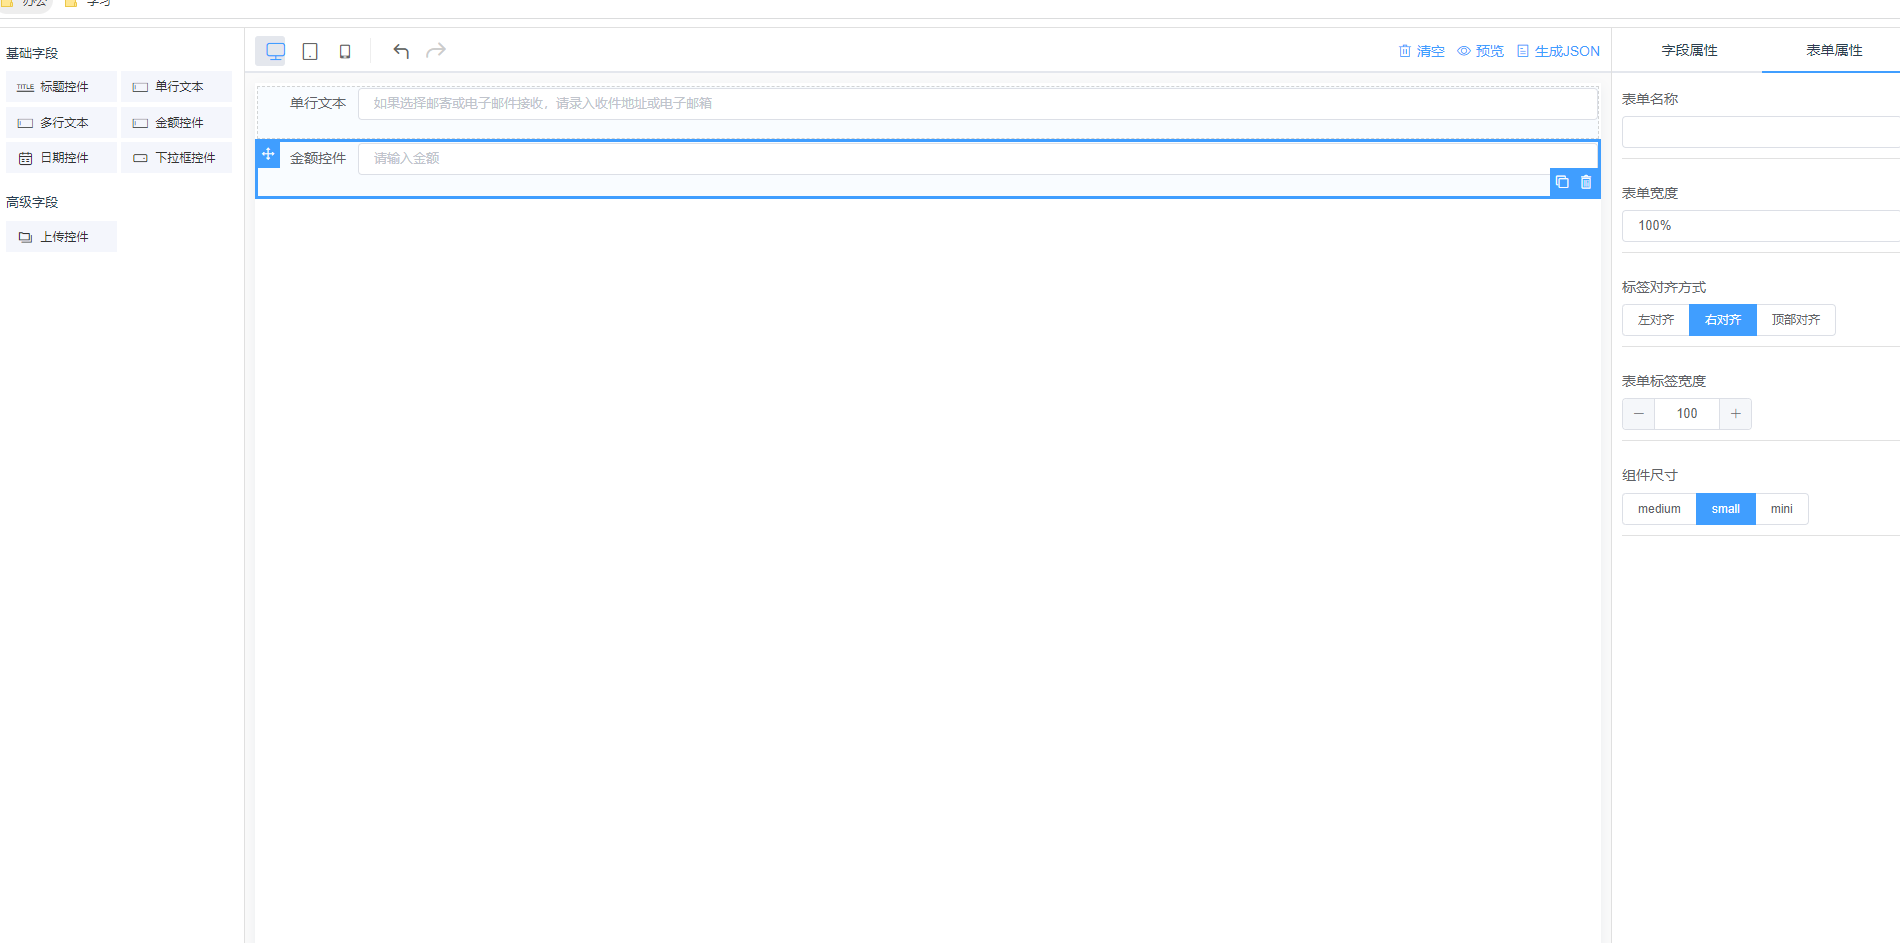 办公 学习
基础字段
TITLE 标题控件 单行文本
多行文本 金额控件
日期控件 下拉框控件
高级字段
上传控件
清空 预览 生成JSON
单行文本 如果选择邮寄或电子邮件接收，请录入收件地址或电子邮箱
金额控件 请输入金额
字段属性 表单属性
表单名称
表单宽度
100%
标签对齐方式
左对齐 右对齐 顶部对齐
表单标签宽度
100
组件尺寸
medium small mini